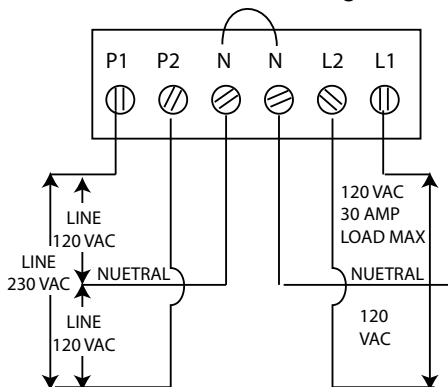 P1 P2 N N L2 L1
LINE
120 VAC
LINE
230 VAC
NUETRAL
LINE
120 VAC
120 VAC
30 AMP
LOAD MAX
NUETRAL
120
VAC